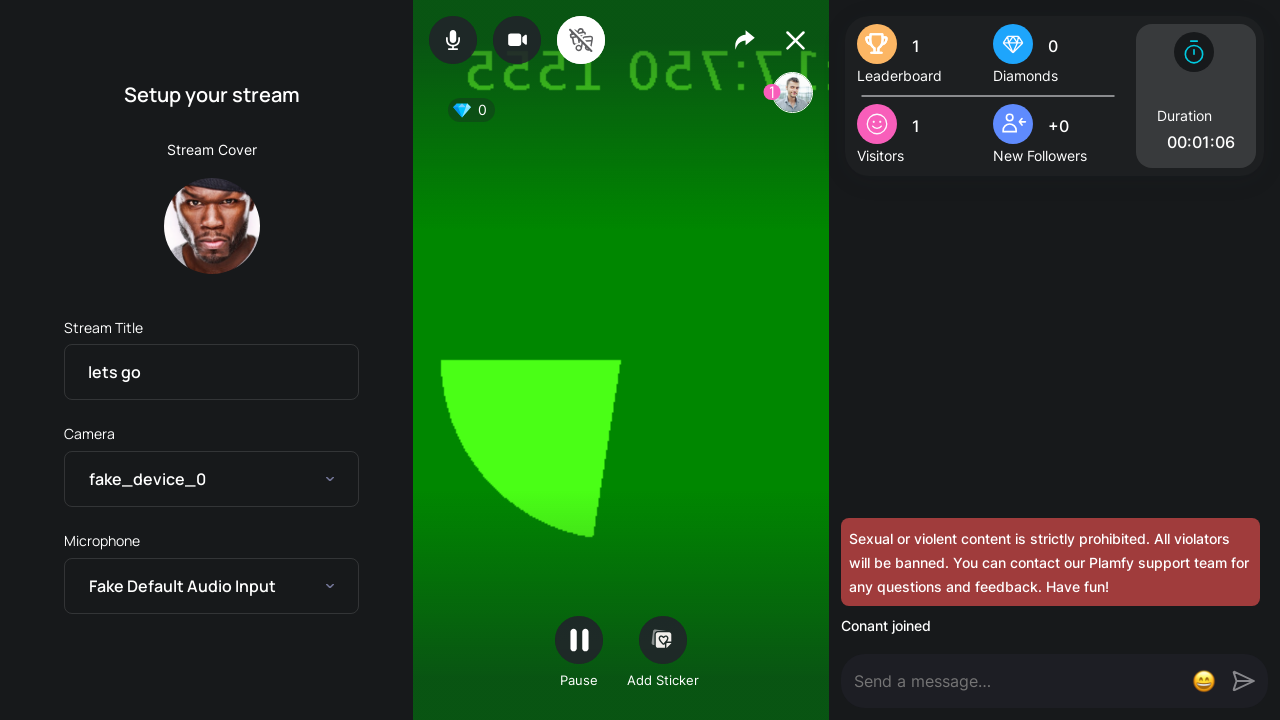 Setup your stream
Stream Cover
Stream Title
lets go
Camera
fake_device_0
Microphone
Fake Default Audio Input
:17:750 1555
1
0
Pause
Add Sticker
1
Leaderboard
0
Diamonds
1
Visitors
+0
New Followers
Duration
00:01:06
Sexual or violent content is strictly prohibited. All violators
will be banned. You can contact our Plamfy support team for
any questions and feedback. Have fun!
Conant joined
Send a message...